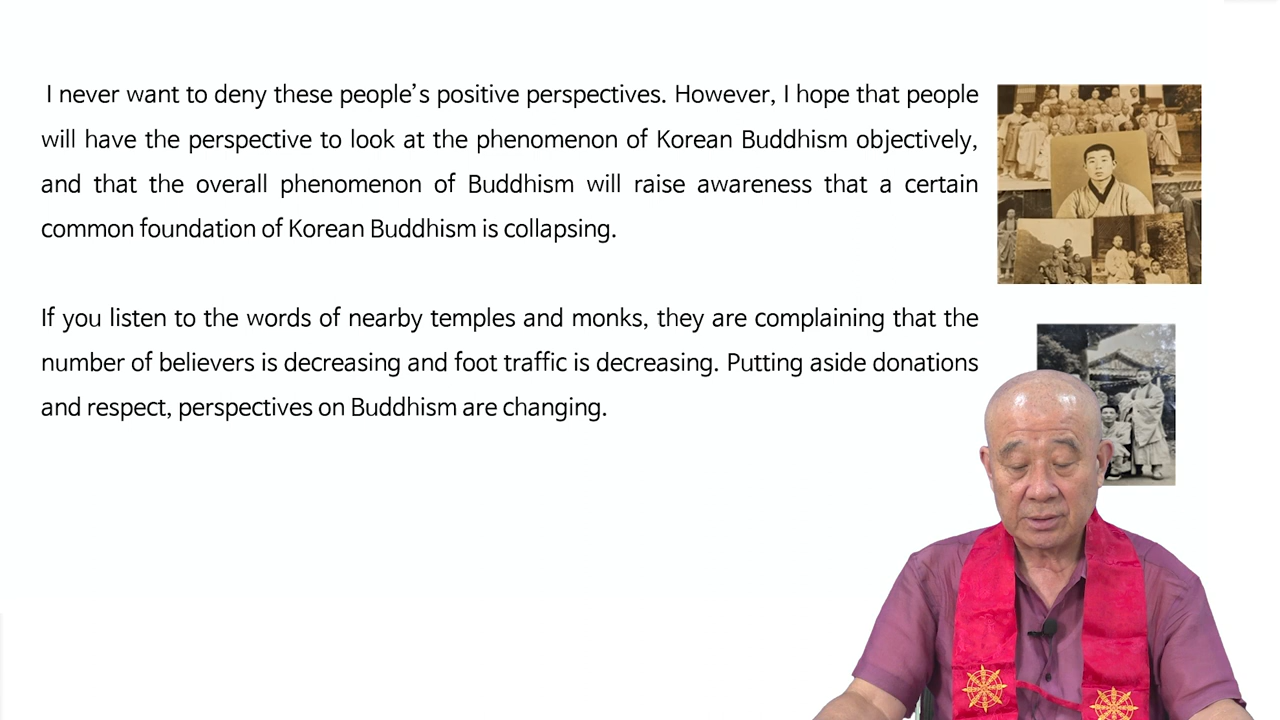 I never want to deny these people's positive perspectives. However, I hope that people
will have the perspective to look at the phenomenon of Korean Buddhism objectively,
and that the overall phenomenon of Buddhism will raise awareness that a certain
common foundation of Korean Buddhism is collapsing.
If you listen to the words of nearby temples and monks, they are complaining that the
number of believers is decreasing and foot traffic is decreasing. Putting aside donations
and respect, perspectives on Buddhism are changing.